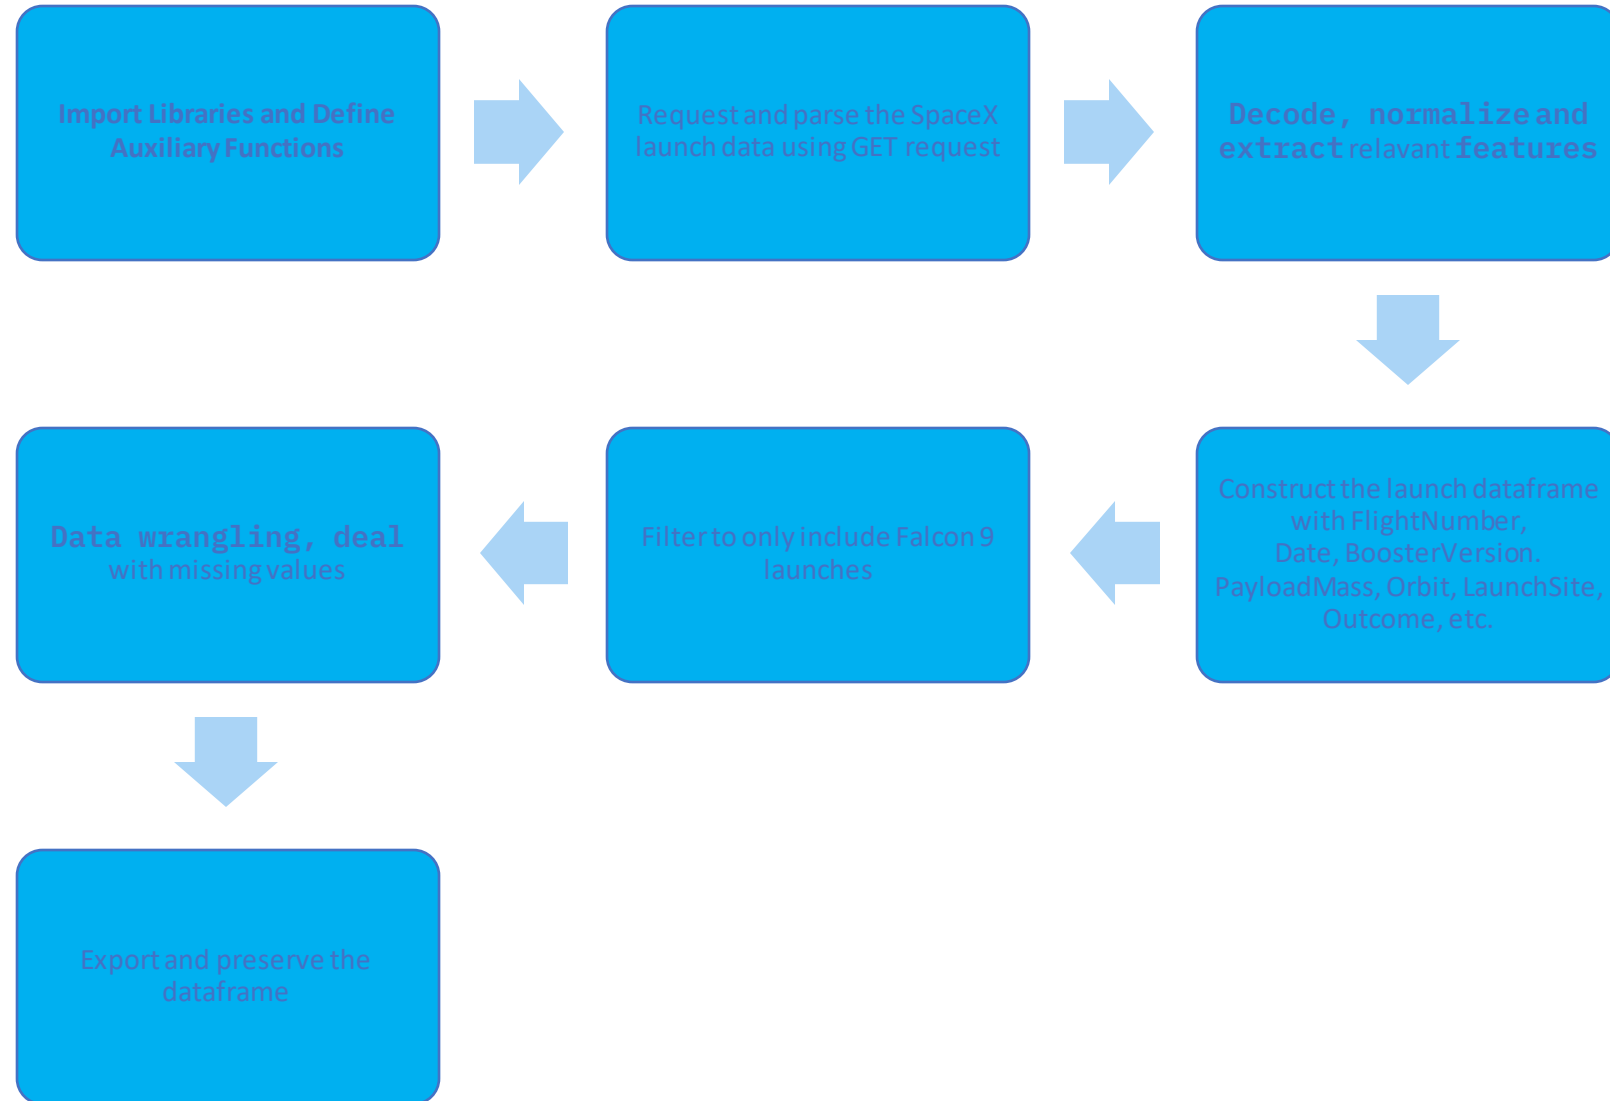 Import Libraries and Define
Auxiliary Functions
Request and parse the SpaceX
launch data using GET request
Decode, normalize and
extract relavant features
Construct the launch dataframe
with FlightNumber,
Date, BoosterVersion.
PayloadMass, Orbit, LaunchSite,
Outcome, etc.
Filter to only include Falcon 9
launches
Data wrangling, deal
with missing values
Export and preserve the
dataframe